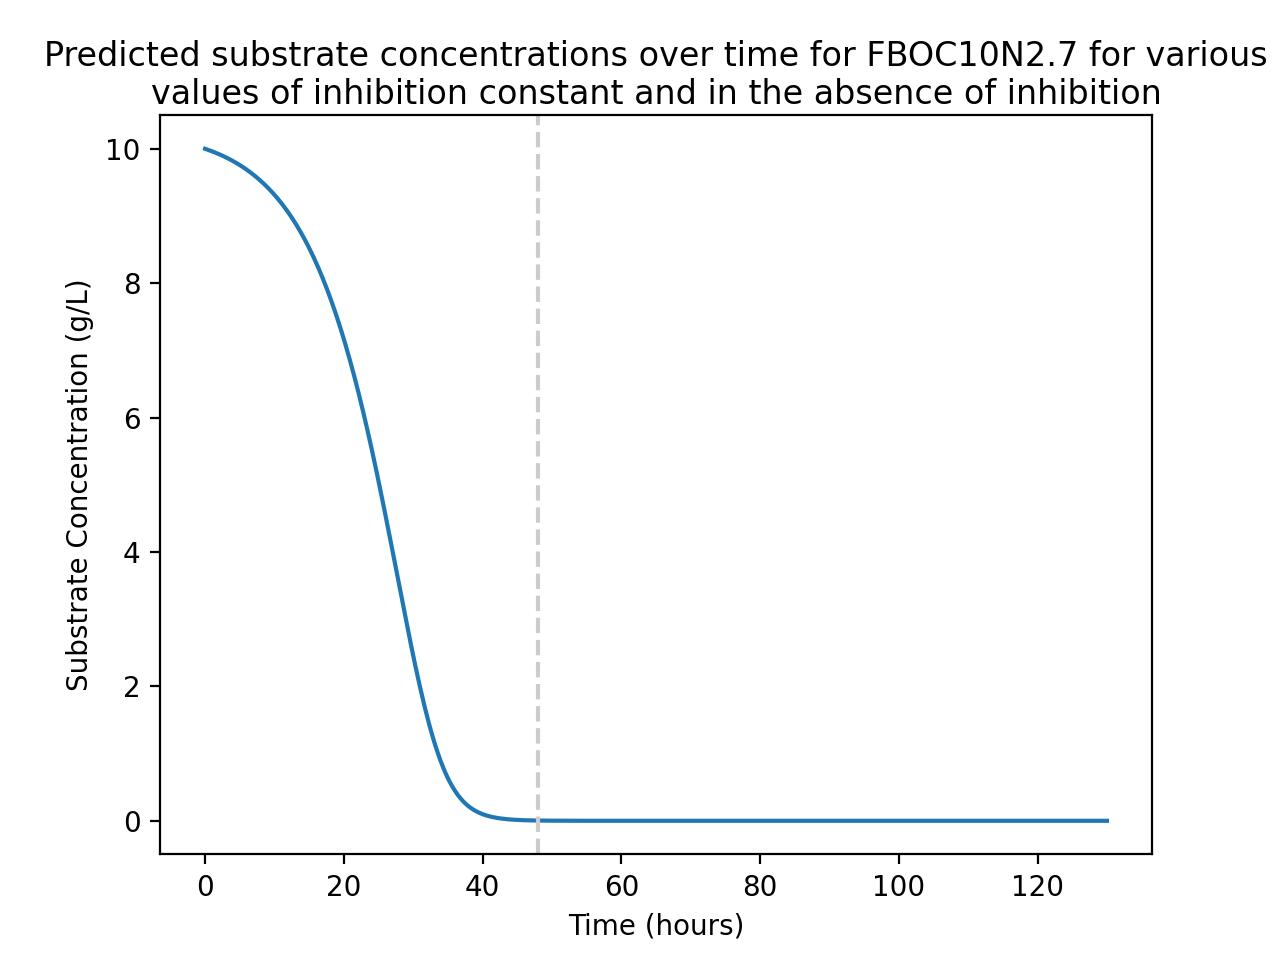 Predicted substrate concentrations over time for FBOC10N2.7 for various
values of inhibition constant and in the absence of inhibition
10
8
6
4
2
0
Substrate Concentration (g/L)
0 20 40 60 80 100 120
Time (hours)